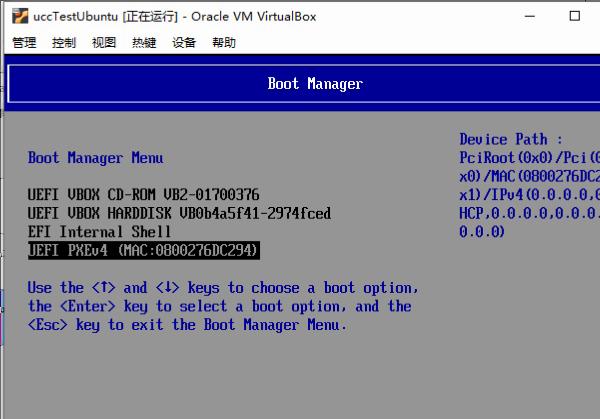 uccTestUbuntu [正在运行] - Oracle VM VirtualBox
管理 控制 视图 热键 设备 帮助
Boot Manager
Device Path :
Boot Manager Menu
PciRoot(0x0)/Pci(0
x0)/MAC(0800276DC2
UEFI VBOX CD-ROM VB2-01700376
x1)/IPv4(0.0.0.0,0
UEFI VBOX HARDDISK VB0b4a5f41-2974fced
HCP,0.0.0.0,0.0.0.
EFI Internal Shell
0.0.0)
UEFI PXEv4 (MAC:0800276DC294)
Use the <↑> and <↓> keys to choose a boot option,
the <Enter> key to select a boot option, and the
<Esc> key to exit the Boot Manager Menu.